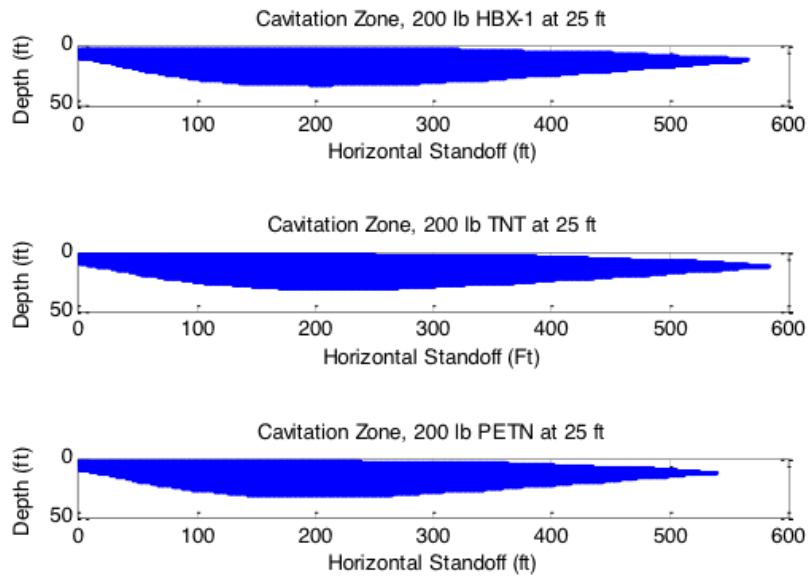 Cavitation Zone, 200 lb HBX-1 at 25 ft
0
50
Depth (ft)
0 100 200 300 400 500 600
Horizontal Standoff (ft)
Cavitation Zone, 200 lb TNT at 25 ft
0
50
Depth (ft)
0 100 200 300 400 500 600
Horizontal Standoff (Ft)
Cavitation Zone, 200 lb PETN at 25 ft
0
50
Depth (ft)
0 100 200 300 400 500 600
Horizontal Standoff (ft)